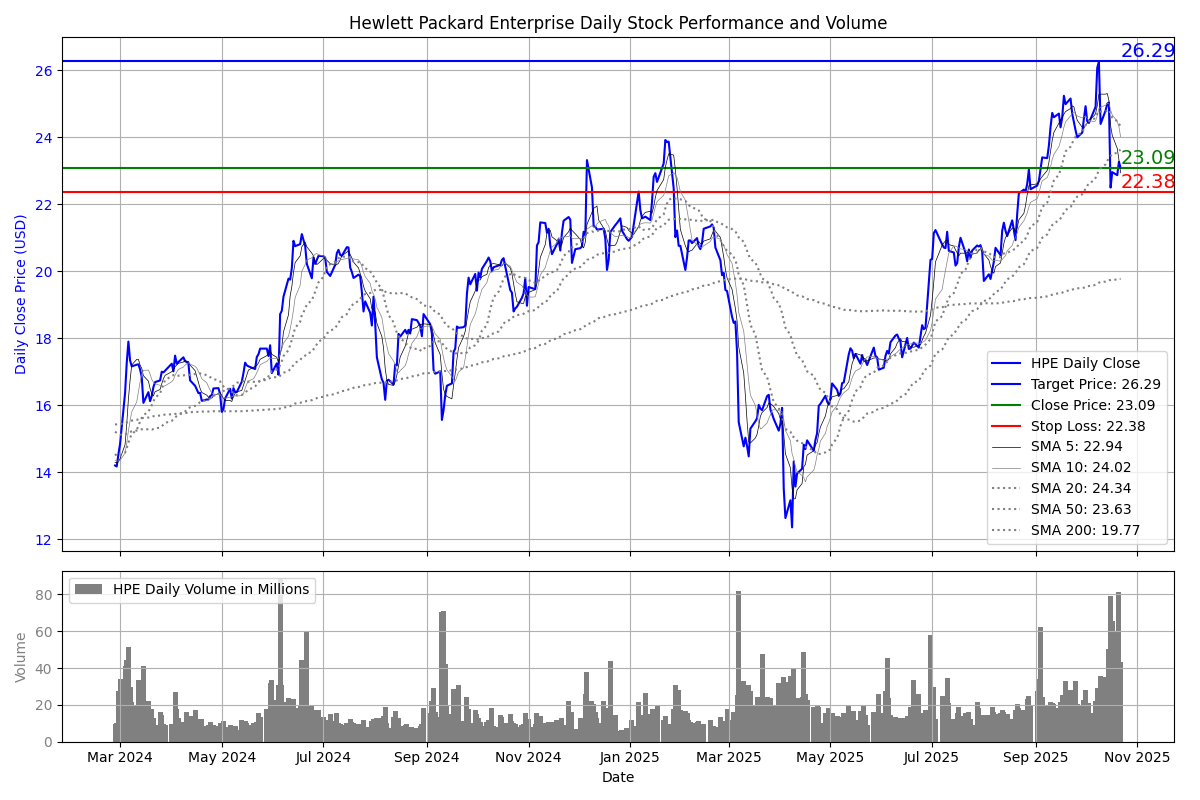 Hewlett Packard Enterprise Daily Stock Performance and Volume
26.29
23.09
22.38
Daily Close Price (USD)
26
24
22
20
18
16
14
12
HPE Daily Close
Target Price: 26.29
Close Price: 23.09
Stop Loss: 22.38
SMA 5: 22.94
SMA 10: 24.02
SMA 20: 24.34
SMA 50: 23.63
SMA 200: 19.77
HPE Daily Volume in Millions
Volume
80
60
40
20
0
Mar 2024 May 2024 Jul 2024 Sep 2024 Nov 2024 Jan 2025 Mar 2025 May 2025 Jul 2025 Sep 2025 Nov 2025
Date